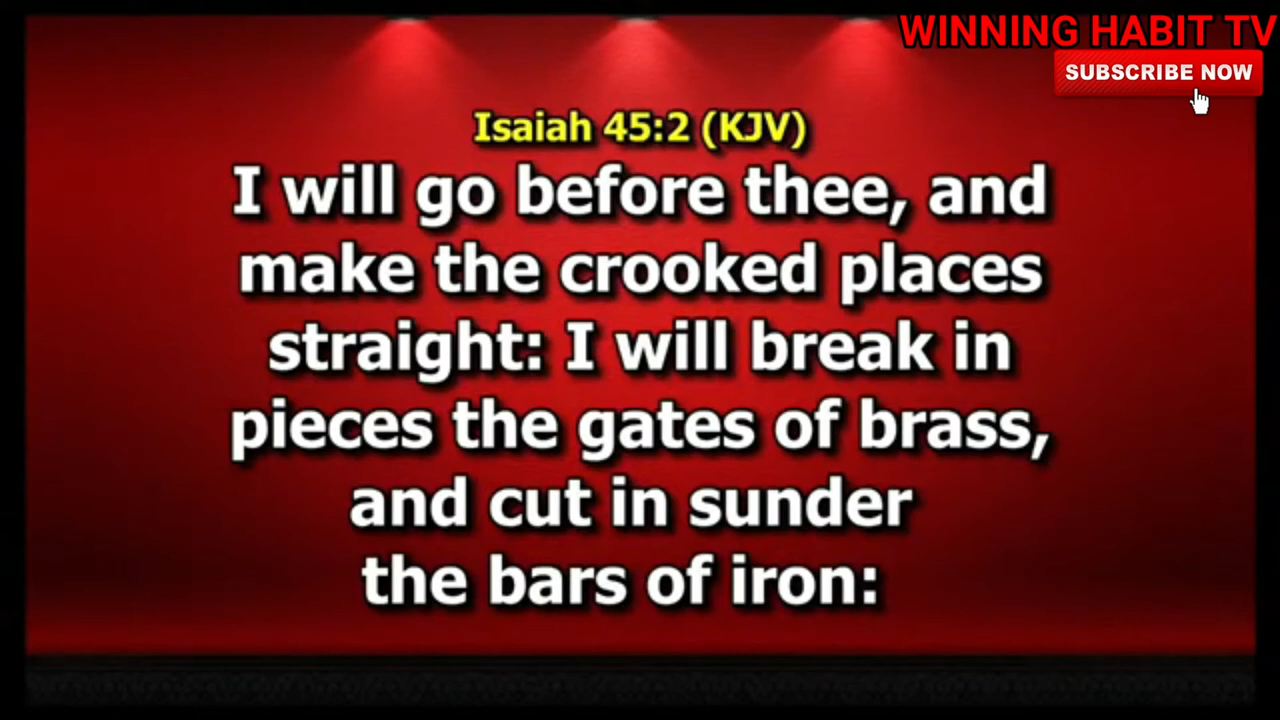 WINNING HABIT TV
SUBSCRIBE NOW
Isaiah 45:2 (KJV)
I will go before thee, and
make the crooked places
straight: I will break in
pieces the gates of brass,
and cut in sunder
the bars of iron: